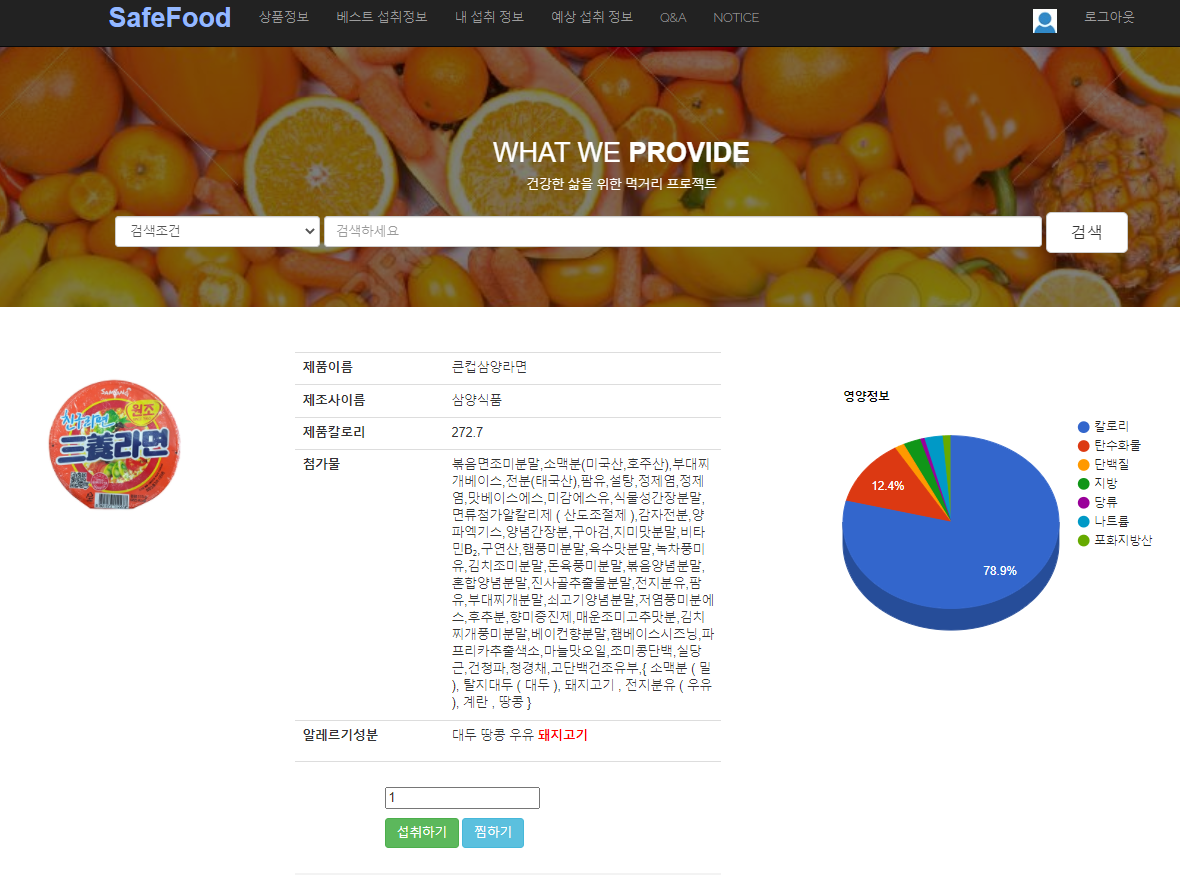 SafeFood 상품정보 베스트 섭취정보 내 섭취 정보 예상 섭취 정보 Q&A NOTICE 로그아웃
WHAT WE PROVIDE
건강한 삶을 위한 먹거리 프로젝트
검색조건 검색하세요 검색
제품이름 큰컵삼양라면
제조사이름 삼양식품
제품칼로리 272.7
첨가물 볶음면조미분말,소맥분(미국산,호주산),부대찌
개베이스,전분(태국산),팜유,설탕,정제염,정제
염,맛베이스에스,미감에스유,식물성간장분말,
면류첨가알칼리제 ( 산도조절제 ),감자전분,양
파엑기스,양념간장분,구아검,지미맛분말,비타
민B₂,구연산,햄풍미분말,육수맛분말,녹차풍미
유,김치조미분말,돈육풍미분말,볶음양념분말,
혼합양념분말,진사골추출물분말,전지분유,팜
유,부대찌개분말,쇠고기양념분말,저염풍미분에
스,후추분,향미증진제,매운조미고추맛분,김치
찌개풍미분말,베이컨향분말,햄베이스시즈닝,파
프리카추출색소,마늘맛오일,조미콩단백,실당
근,건청파,청경채,고단백건조유부,{ 소맥분 ( 밀
), 탈지대두 ( 대두 ), 돼지고기 , 전지분유 ( 우유
), 계란 , 땅콩 }
알레르기성분 대두 땅콩 우유 돼지고기
1
섭취하기 찜하기
친구라면
원조
三養라면
영양정보
12.4%
78.9%
칼로리
탄수화물
단백질
지방
당류
나트륨
포화지방산